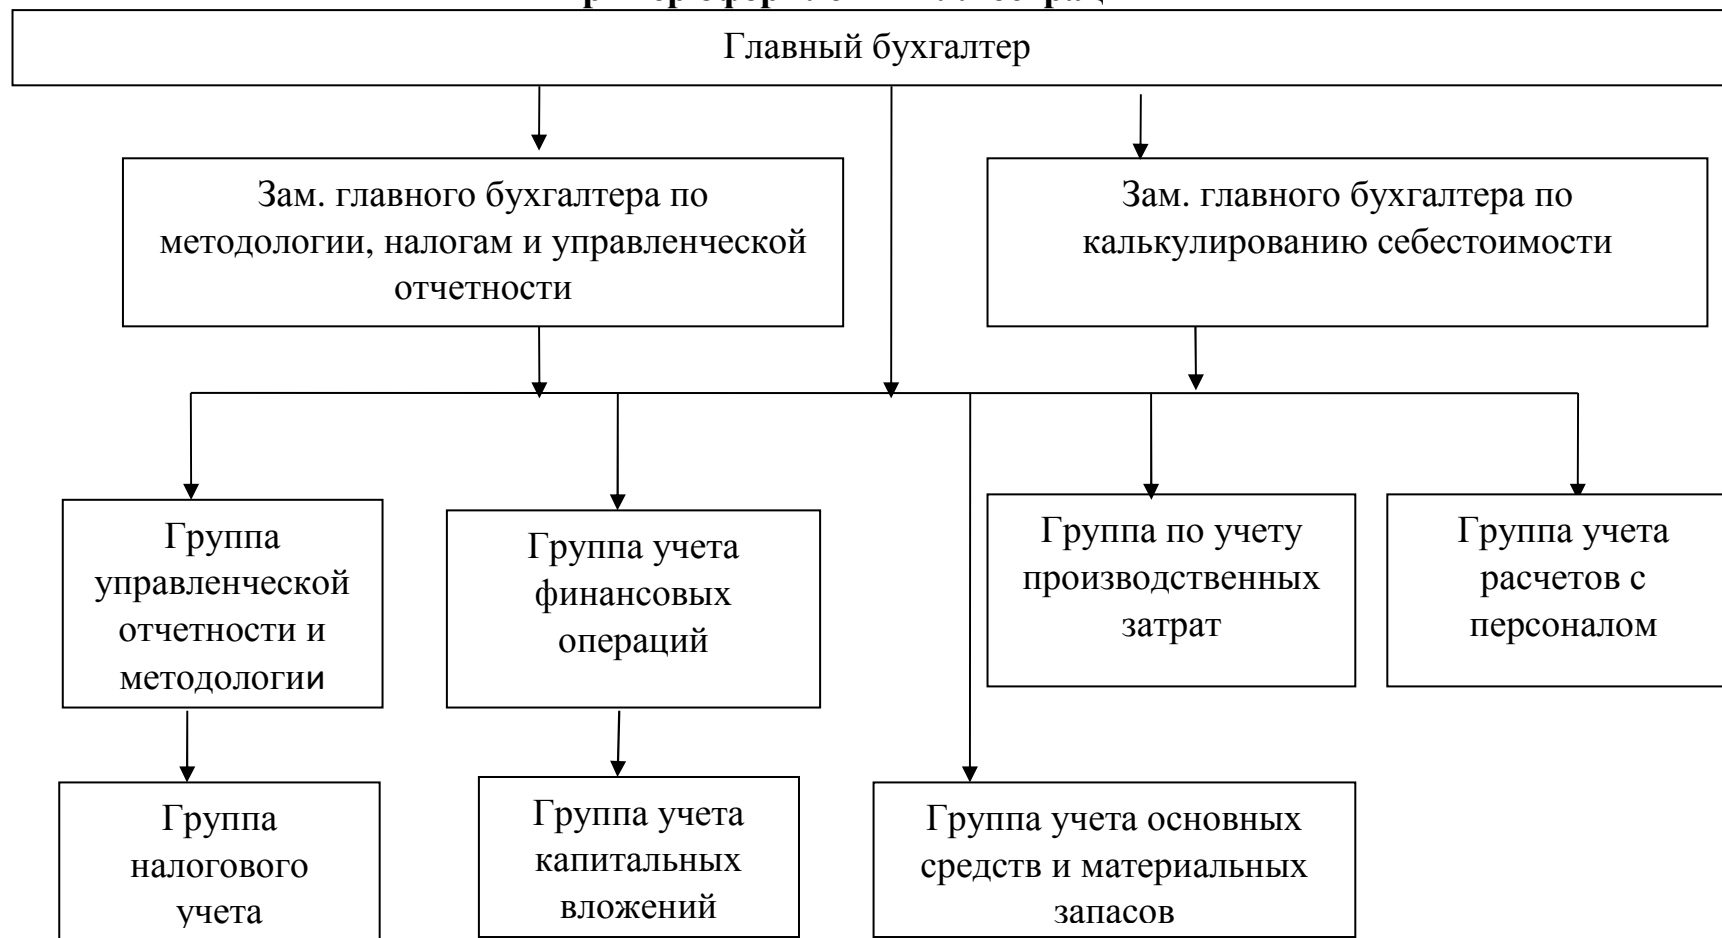 Главный бухгалтер
Зам. главного бухгалтера по
методологии, налогам и управленческой
отчетности
Зам. главного бухгалтера по
калькулированию себестоимости
Группа
управленческой
отчетности и
методологии
Группа учета
финансовых
операций
Группа по учету
производственных
затрат
Группа учета
расчетов с
персоналом
Группа
налогового
учета
Группа учета
капитальных
вложений
Группа учета основных
средств и материальных
запасов